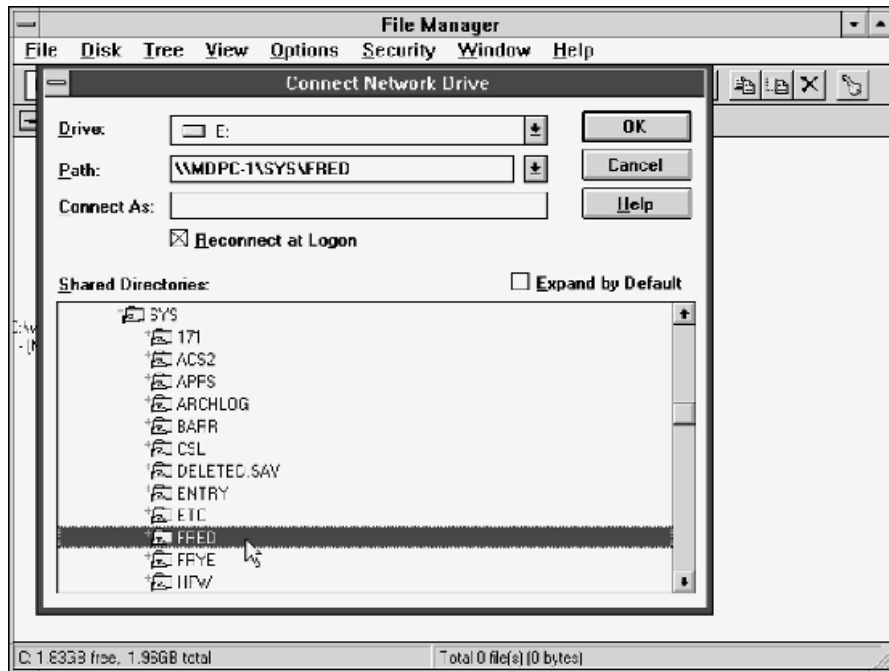 File Manager
File Disk Tree View Options Security Window Help
Connect Network Drive
Drive: E: OK
Path: \\MDPC-1\SYS\FRED Cancel
Connect As: Help
Reconnect at Logon
Shared Directories: Expand by Default
SYS
171
ACS2
APPS
ARCHLOG
BARR
CSL
DELETED.SAV
ENTRY
ETC
FRED
FRYE
C: 1.83GB free, 1.96GB total Total 0 file(s) (0 bytes)